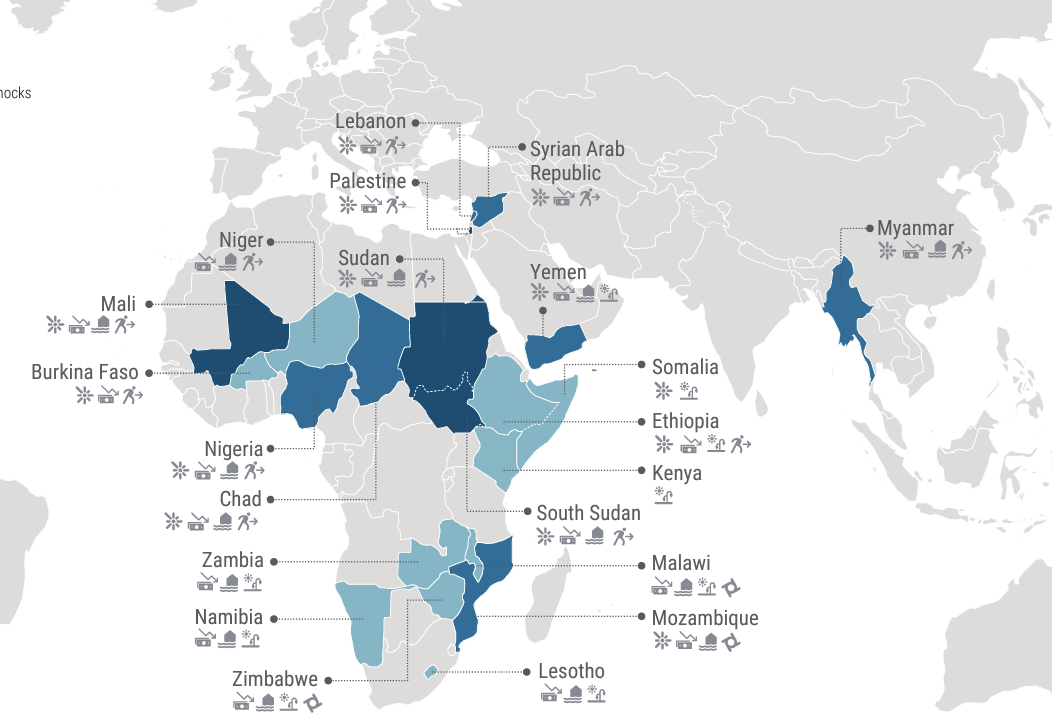 nocks
Lebanon
Syrian Arab
Republic
Palestine
Myanmar
Niger
Sudan
Yemen
Mali
Burkina Faso
Somalia
Ethiopia
Nigeria
Kenya
Chad
South Sudan
Zambia
Malawi
Namibia
Mozambique
Zimbabwe
Lesotho